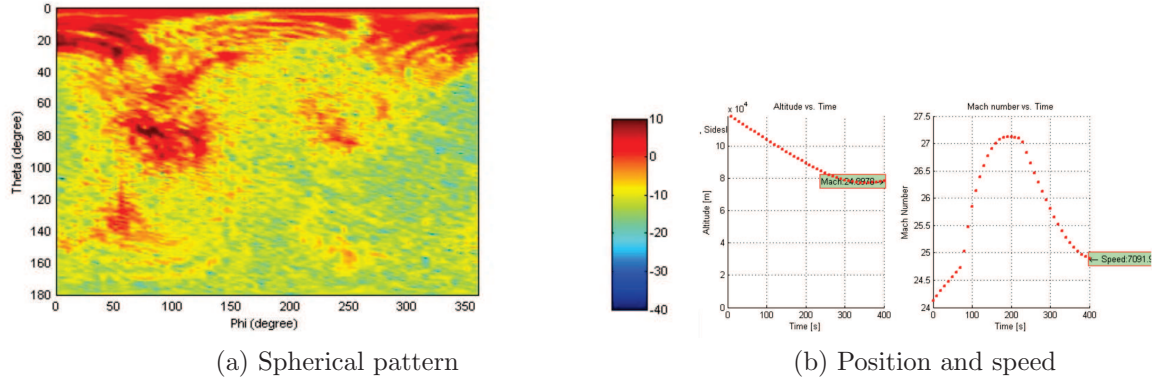 0
20
40
60
80
100
120
140
160
180
Theta (degree)
0 50 100 150 200 250 300 350
Phi (degree)
10
0
-10
-20
-30
-40
Altitude vs. Time
x 10^4
, Sidesl
10
8
6
4
2
0
Altitude [m]
Mach:24.8976
0 100 200 300 400
Time [s]
Mach number vs. Time
27.5
27
26.5
26
25.5
25
24.5
24
Mach Number
← Speed:7091.9
0 100 200 300 400
Time [s]
(a) Spherical pattern
(b) Position and speed